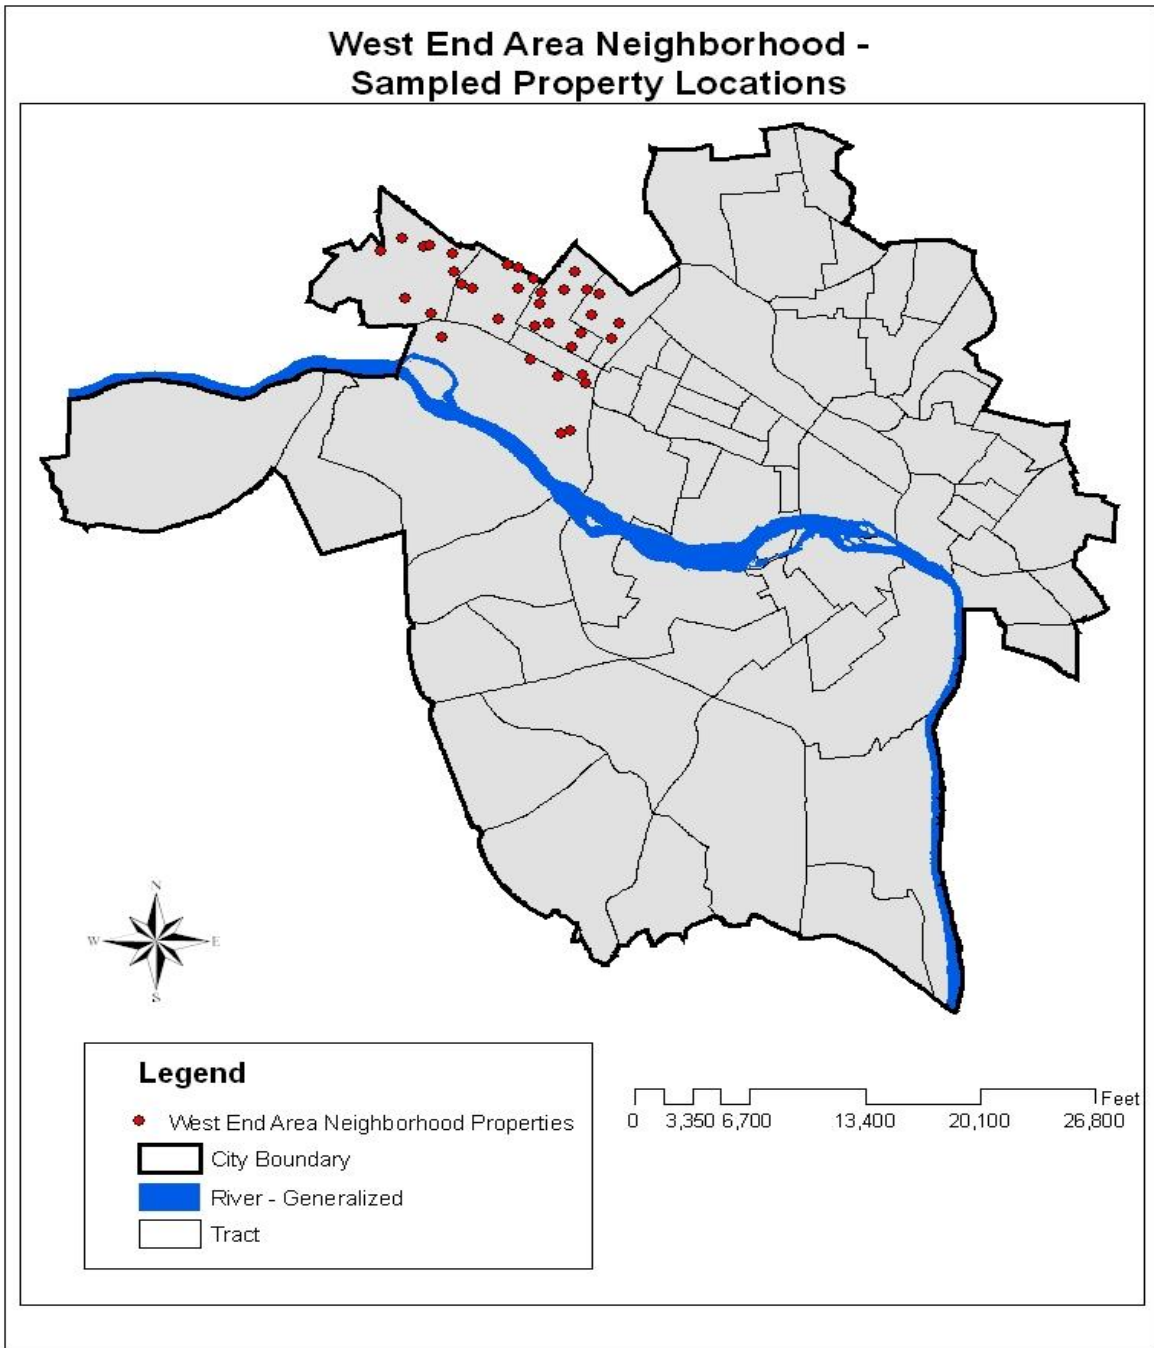 West End Area Neighborhood -
Sampled Property Locations
N
W E
S
Legend
West End Area Neighborhood Properties
City Boundary
River - Generalized
Tract
Feet
0 3,350 6,700 13,400 20,100 26,800